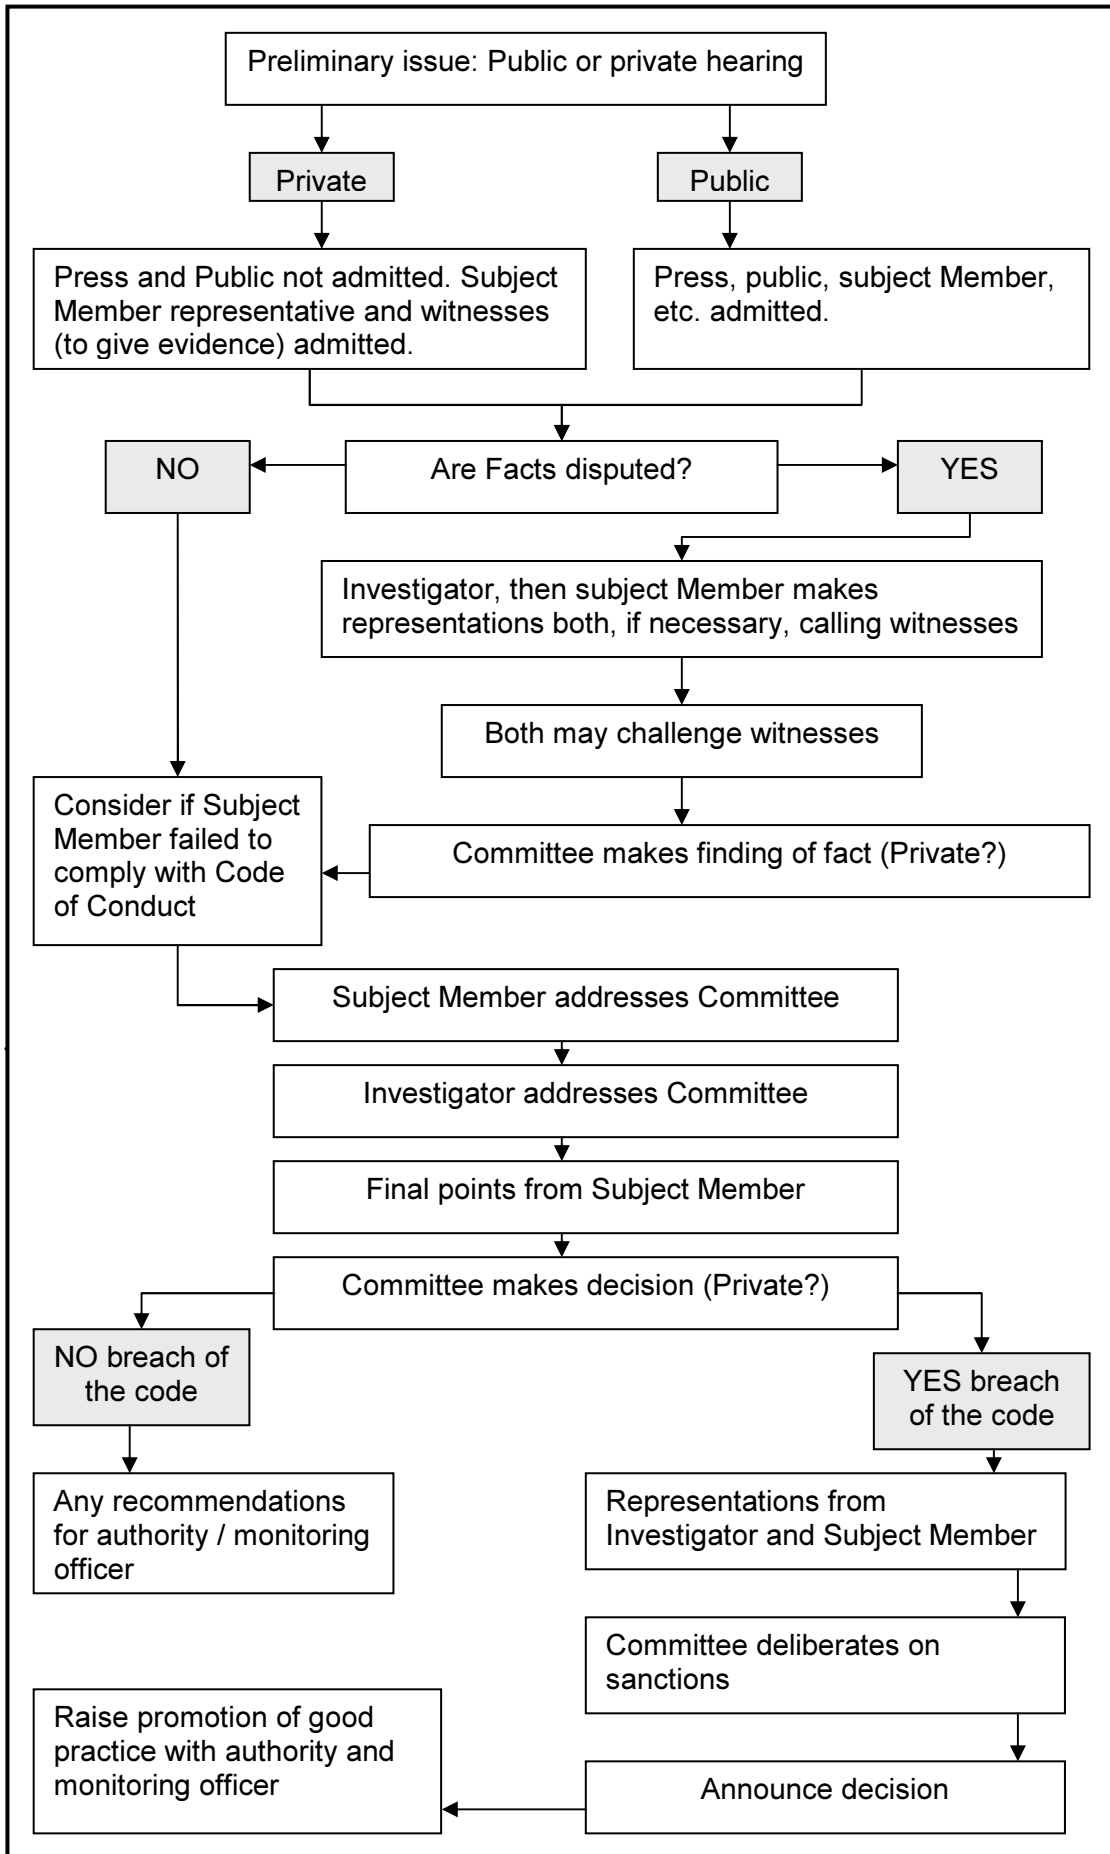 Preliminary issue: Public or private hearing
Private
Public
Press and Public not admitted. Subject
Member representative and witnesses
(to give evidence) admitted.
Press, public, subject Member,
etc. admitted.
NO
Are Facts disputed?
YES
Investigator, then subject Member makes
representations both, if necessary, calling witnesses
Both may challenge witnesses
Consider if Subject
Member failed to
comply with Code
of Conduct
Committee makes finding of fact (Private?)
Subject Member addresses Committee
Investigator addresses Committee
Final points from Subject Member
Committee makes decision (Private?)
NO breach of
the code
YES breach
of the code
Any recommendations
for authority / monitoring
officer
Representations from
Investigator and Subject Member
Committee deliberates on
sanctions
Raise promotion of good
practice with authority and
monitoring officer
Announce decision